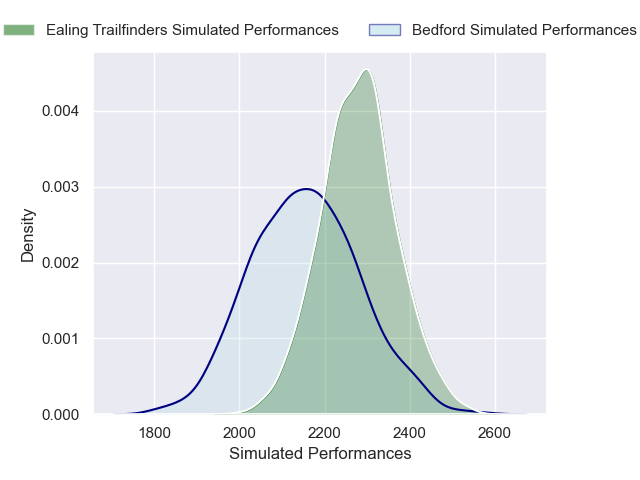 Ealing Trailfinders Simulated Performances
Bedford Simulated Performances
0.004
0.003
0.002
0.001
0.000
Density
1800
2000
2200
2400
2600
Simulated Performances